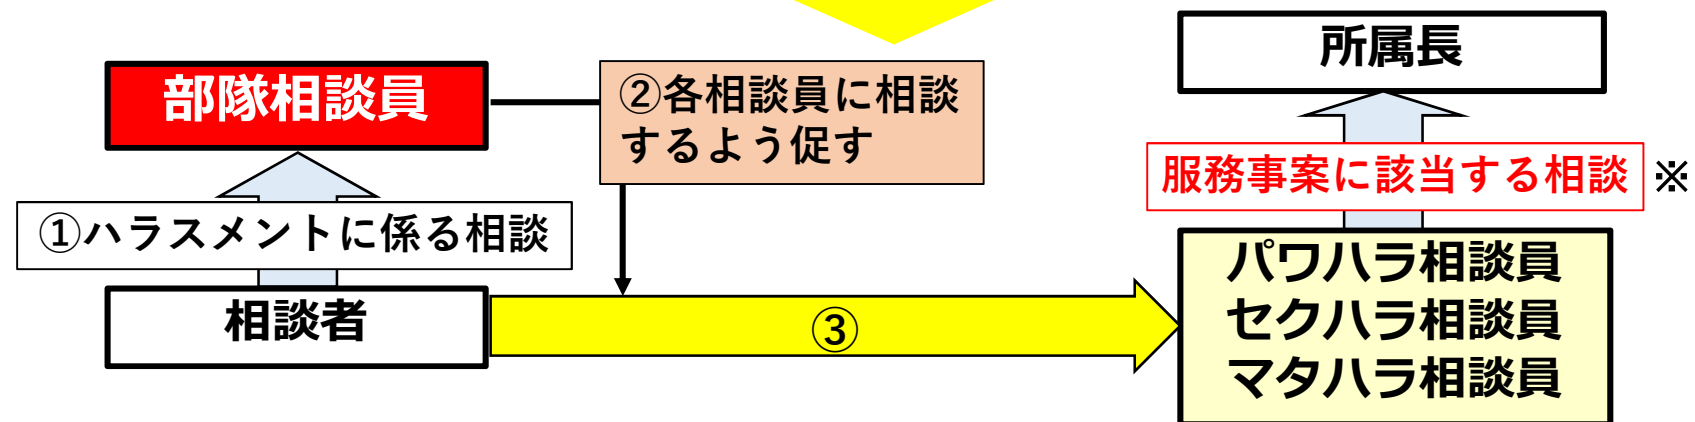 部隊相談員
②各相談員に相談
するよう促す
①ハラスメントに係る相談
相談者
③
所属長
服務事案に該当する相談 ※
パワハラ相談員
セクハラ相談員
マタハラ相談員